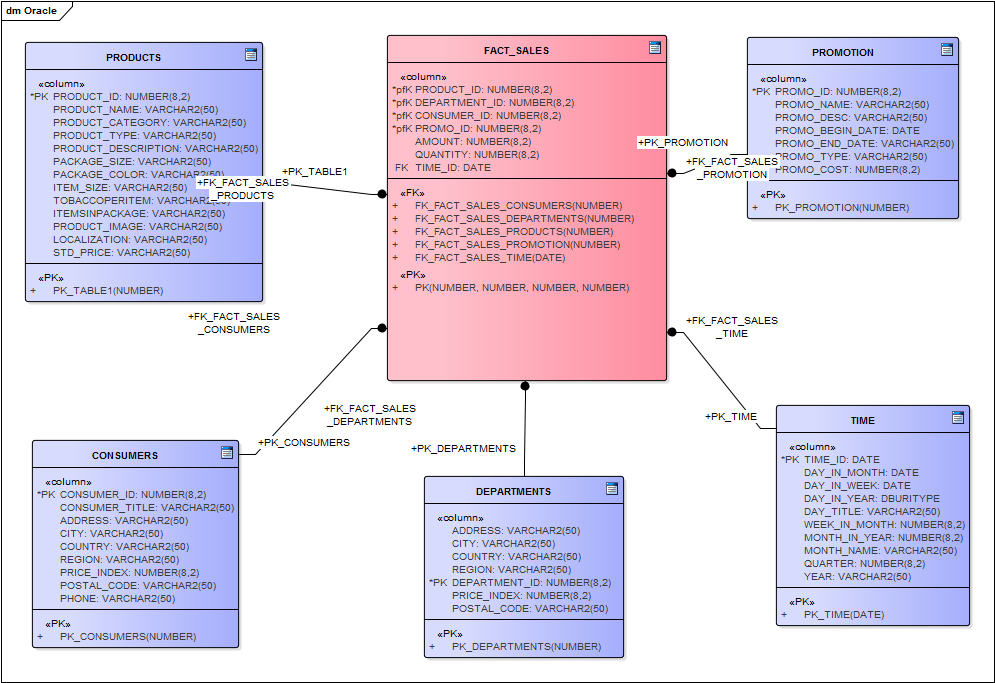 dm Oracle
PRODUCTS
«column»
*PK PRODUCT_ID: NUMBER(8,2)
PRODUCT_NAME: VARCHAR2(50)
PRODUCT_CATEGORY: VARCHAR2(50)
PRODUCT_TYPE: VARCHAR2(50)
PRODUCT_DESCRIPTION: VARCHAR2(50)
PACKAGE_SIZE: VARCHAR2(50)
PACKAGE_COLOR: VARCHAR2(50)
ITEM_SIZE: VARCHAR2(50)
TOBACCOPERITEM: VARCHAR2(50)
ITEMSINPACKAGE: VARCHAR2(50)
PRODUCT_IMAGE: VARCHAR2(50)
LOCALIZATION: VARCHAR2(50)
STD_PRICE: VARCHAR2(50)
«PK»
+ PK_TABLE1(NUMBER)
+PK_TABLE1
+FK_FACT_SALES
_PRODUCTS
FACT_SALES
«column»
*pfK PRODUCT_ID: NUMBER(8,2)
*pfK DEPARTMENT_ID: NUMBER(8,2)
*pfK CONSUMER_ID: NUMBER(8,2)
*pfK PROMO_ID: NUMBER(8,2)
AMOUNT: NUMBER(8,2)
QUANTITY: NUMBER(8,2)
FK TIME_ID: DATE
«FK»
+ FK_FACT_SALES_CONSUMERS(NUMBER)
+ FK_FACT_SALES_DEPARTMENTS(NUMBER)
+ FK_FACT_SALES_PRODUCTS(NUMBER)
+ FK_FACT_SALES_PROMOTION(NUMBER)
+ FK_FACT_SALES_TIME(DATE)
«PK»
+ PK(NUMBER, NUMBER, NUMBER, NUMBER)
+PK_PROMOTION
+FK_FACT_SALES
_PROMOTION
PROMOTION
«column»
*PK PROMO_ID: NUMBER(8,2)
PROMO_NAME: VARCHAR2(50)
PROMO_DESC: VARCHAR2(50)
PROMO_BEGIN_DATE: DATE
PROMO_END_DATE: VARCHAR2(50)
PROMO_TYPE: VARCHAR2(50)
PROMO_COST: NUMBER(8,2)
«PK»
+ PK_PROMOTION(NUMBER)
+FK_FACT_SALES
_CONSUMERS
+FK_FACT_SALES
_TIME
+FK_FACT_SALES
_DEPARTMENTS
+PK_CONSUMERS
+PK_DEPARTMENTS
+PK_TIME
CONSUMERS
«column»
*PK CONSUMER_ID: NUMBER(8,2)
CONSUMER_TITLE: VARCHAR2(50)
ADDRESS: VARCHAR2(50)
CITY: VARCHAR2(50)
COUNTRY: VARCHAR2(50)
REGION: VARCHAR2(50)
PRICE_INDEX: NUMBER(8,2)
POSTAL_CODE: VARCHAR2(50)
PHONE: VARCHAR2(50)
«PK»
+ PK_CONSUMERS(NUMBER)
DEPARTMENTS
«column»
ADDRESS: VARCHAR2(50)
CITY: VARCHAR2(50)
COUNTRY: VARCHAR2(50)
REGION: VARCHAR2(50)
*PK DEPARTMENT_ID: NUMBER(8,2)
PRICE_INDEX: NUMBER(8,2)
POSTAL_CODE: VARCHAR2(50)
«PK»
+ PK_DEPARTMENTS(NUMBER)
TIME
«column»
*PK TIME_ID: DATE
DAY_IN_MONTH: DATE
DAY_IN_WEEK: DATE
DAY_IN_YEAR: DBURITYPE
DAY_TITLE: VARCHAR2(50)
WEEK_IN_MONTH: NUMBER(8,2)
MONTH_IN_YEAR: NUMBER(8,2)
MONTH_NAME: VARCHAR2(50)
QUARTER: NUMBER(8,2)
YEAR: VARCHAR2(50)
«PK»
+ PK_TIME(DATE)